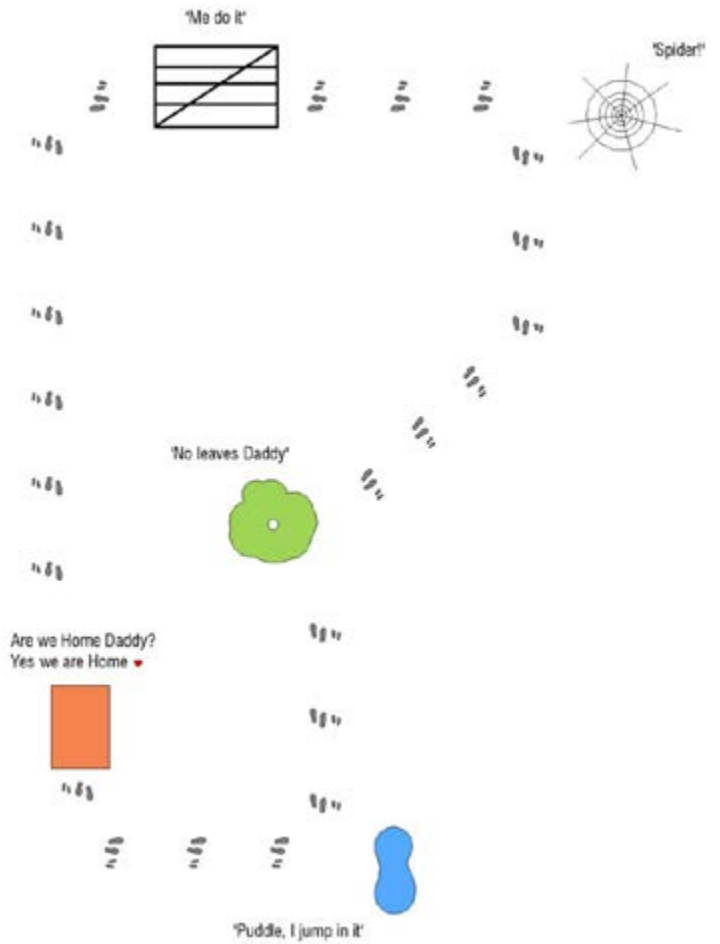 'Me do it'
'Spider!'
'No leaves Daddy'
Are we Home Daddy?
Yes we are Home ♥
'Puddle, I jump in it'